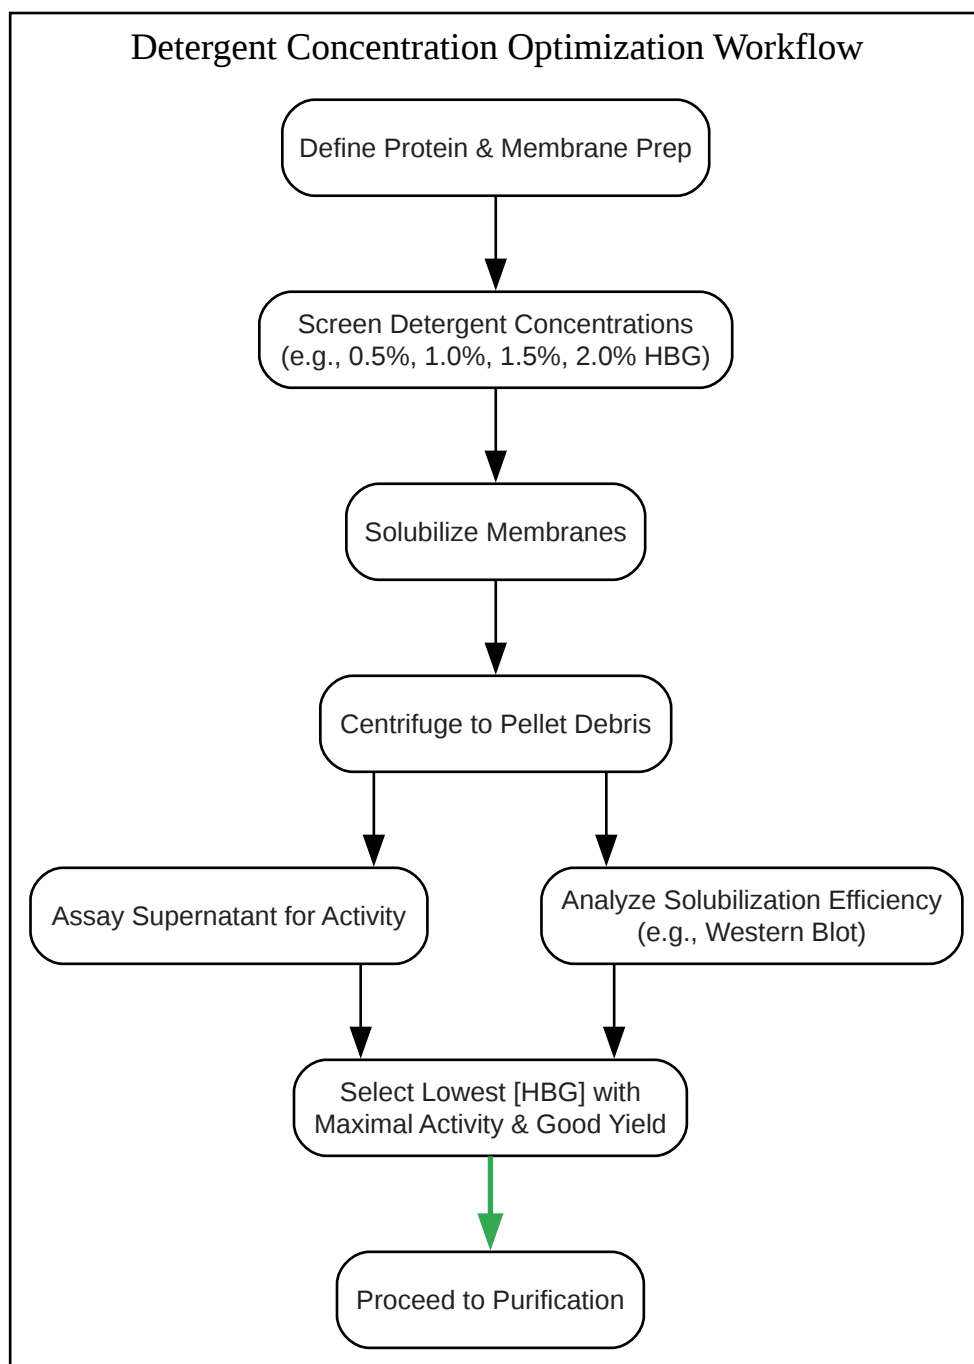 Detergent Concentration Optimization Workflow
Define Protein & Membrane Prep
Screen Detergent Concentrations
(e.g., 0.5%, 1.0%, 1.5%, 2.0% HBG)
Solubilize Membranes
Centrifuge to Pellet Debris
Assay Supernatant for Activity
Analyze Solubilization Efficiency
(e.g., Western Blot)
Select Lowest [HBG] with
Maximal Activity & Good Yield
Proceed to Purification